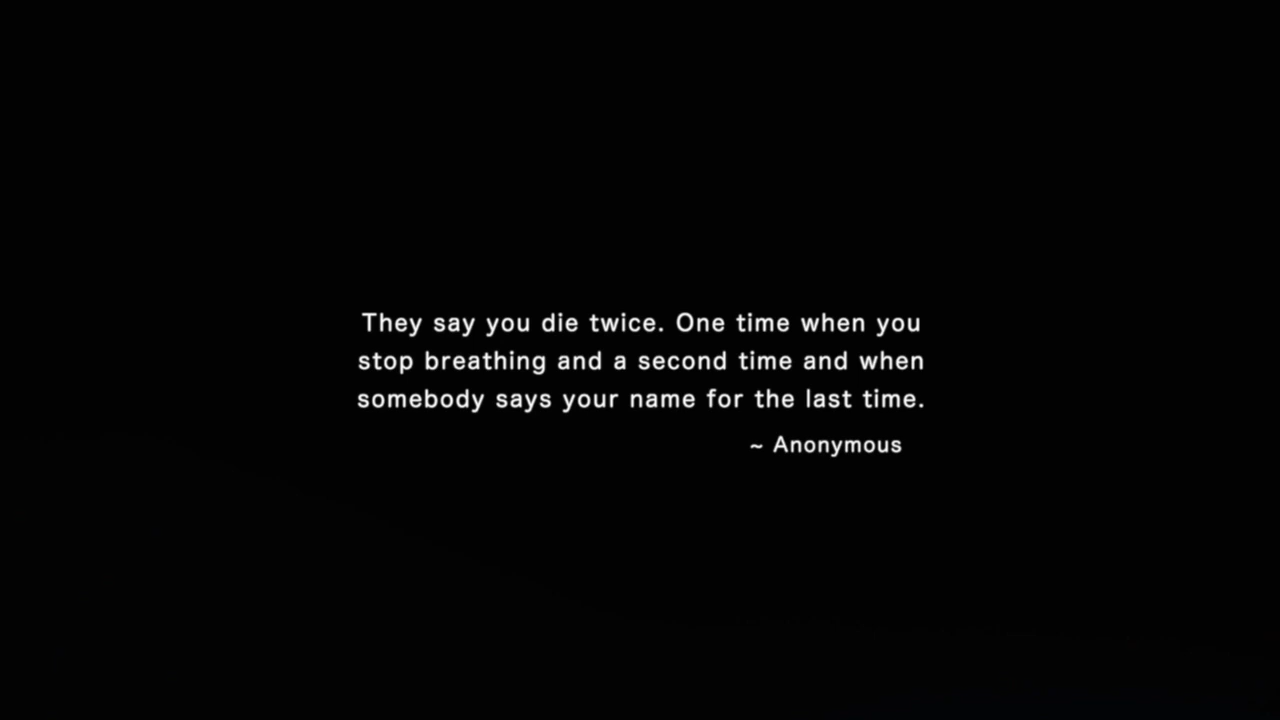 They say you die twice. One time when you
stop breathing and a second time and when
somebody says your name for the last time.
~ Anonymous